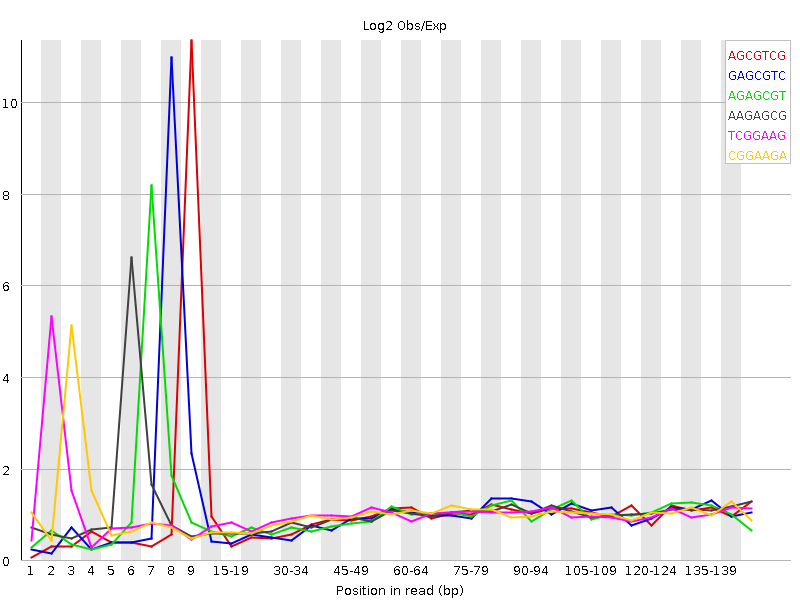 Log2 Obs/Exp
AGCGTCG
GAGCGTC
AGAGCGT
AAGAGCG
TCGGAAG
CGGAAGA
10
8
6
4
2
0
1 2 3 4 5 6 7 8 9 15-19 30-34 45-49 60-64 75-79 90-94 105-109 120-124 135-139
Position in read (bp)